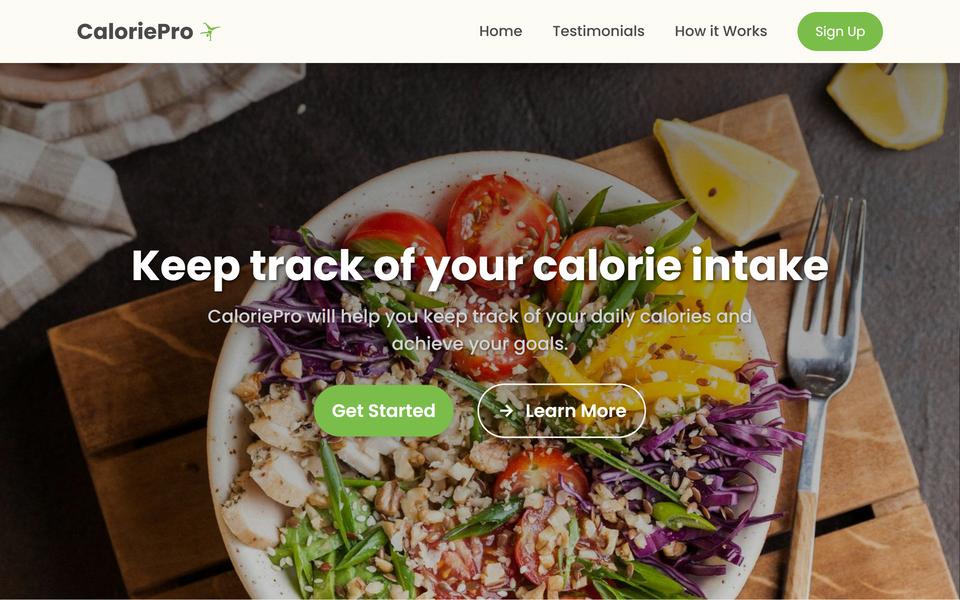 CaloriePro
Home
Testimonials
How it Works
Sign Up
Keep track of your calorie intake
CaloriePro will help you keep track of your daily calories and
achieve your goals.
Get Started
→ Learn More